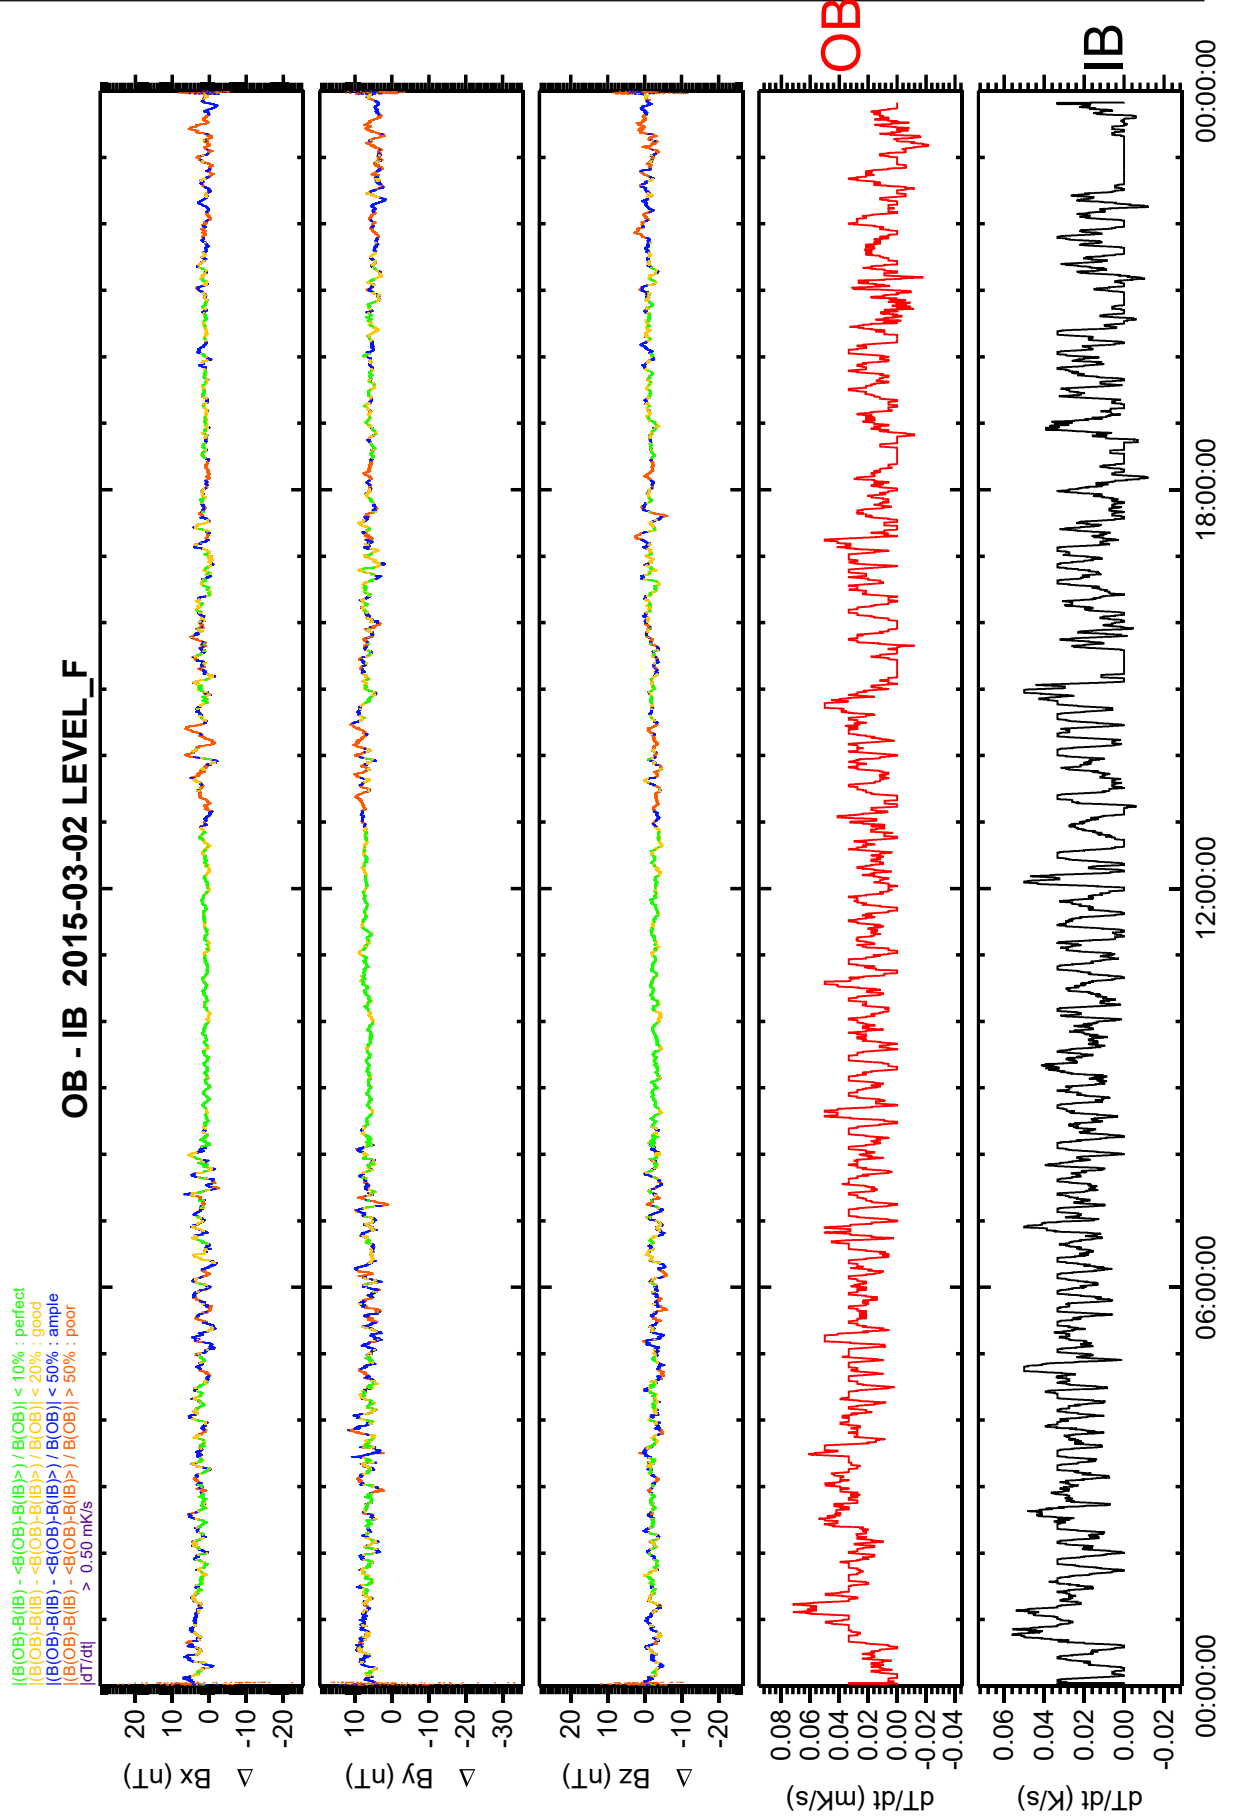 OB - IB 2015-03-02 LEVEL_F
|(B(OB)-B(IB) - <B(OB)-B(IB)>) / B(OB)| < 10% : perfect
|(B(OB)-B(IB) - <B(OB)-B(IB)>) / B(OB)| < 20% : good
|(B(OB)-B(IB) - <B(OB)-B(IB)>) / B(OB)| < 50% : ample
|(B(OB)-B(IB) - <B(OB)-B(IB)>) / B(OB)| > 50% : poor
|dT/dt| > 0.50 mK/s
Δ Bx (nT)
20
10
0
-10
-20
Δ By (nT)
10
0
-10
-20
-30
Δ Bz (nT)
20
10
0
-10
-20
dT/dt (mK/s)
0.08
0.06
0.04
0.02
0.00
-0.02
-0.04
OB
dT/dt (K/s)
0.06
0.04
0.02
0.00
-0.02
IB
00:00:00
06:00:00
12:00:00
18:00:00
00:00:00